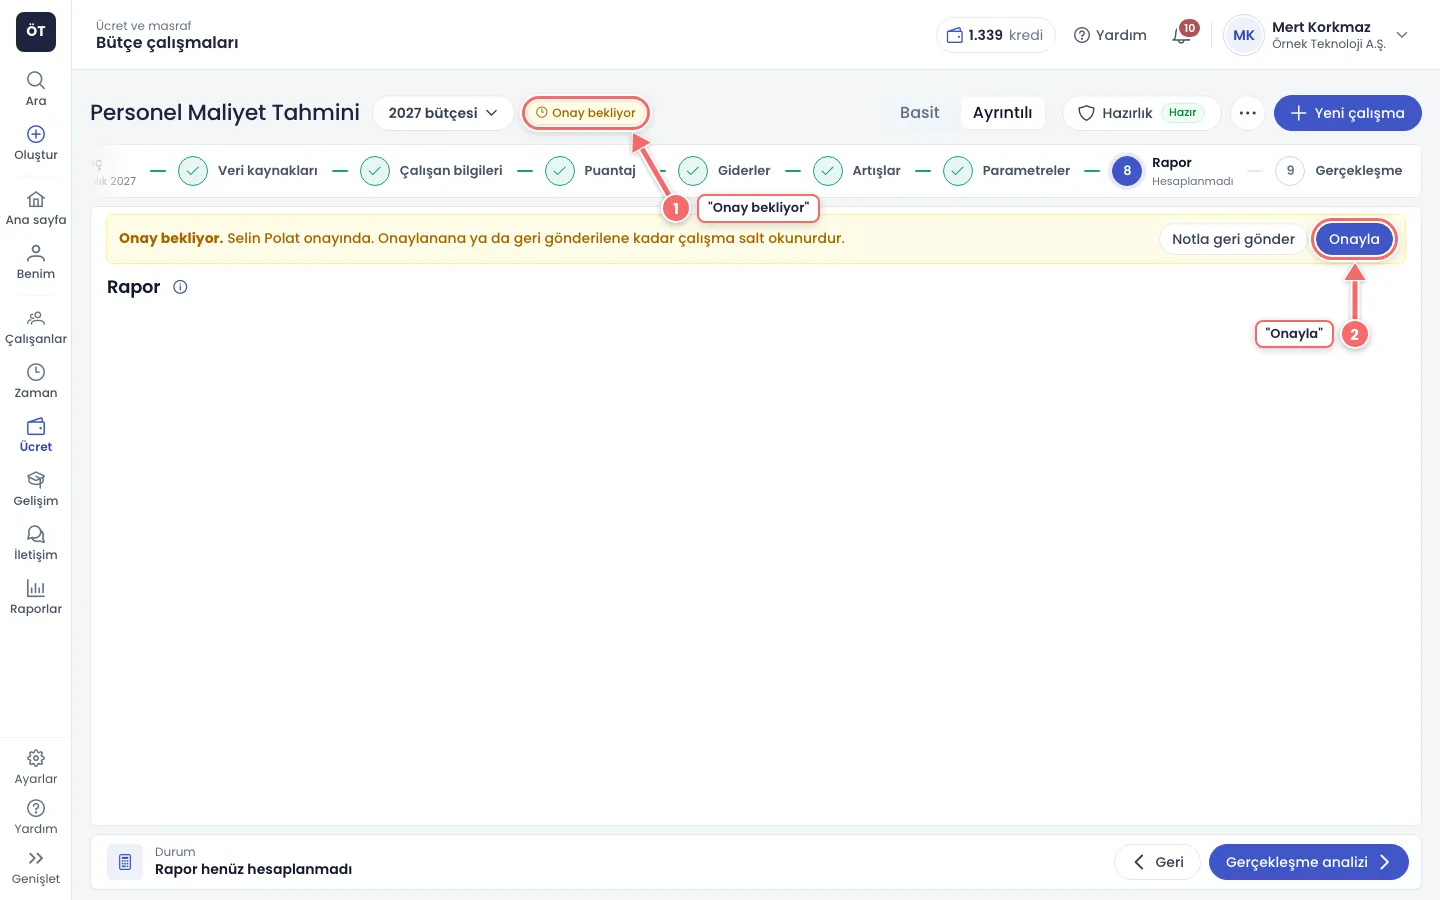 ÖT
Ücret ve masraf
Bütçe çalışmaları
1.339 kredi
Yardım
10
MK
Mert Korkmaz
Örnek Teknoloji A.Ş.
Ara
Oluştur
Ana sayfa
Benim
Çalışanlar
Zaman
Ücret
Gelişim
İletişim
Raporlar
Ayarlar
Yardım
Genişlet
Personel Maliyet Tahmini
2027 bütçesi
Onay bekliyor
Basit
Ayrıntılı
Hazırlık Hazır
Yeni çalışma
2027
Veri kaynakları
Çalışan bilgileri
Puantaj
Giderler
Artışlar
Parametreler
8
Rapor
Hesaplanmadı
9
Gerçekleşme
1
"Onay bekliyor"
Onay bekliyor. Selin Polat onayında. Onaylanana ya da geri gönderilene kadar çalışma salt okunurdur.
Notla geri gönder
Onayla
Rapor
"Onayla"
2
Durum
Rapor henüz hesaplanmadı
Geri
Gerçekleşme analizi